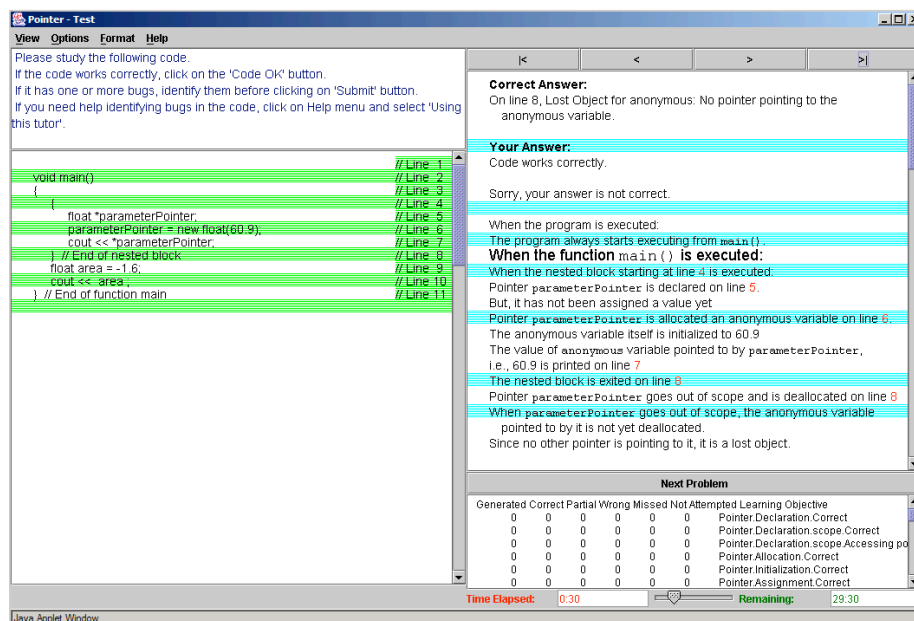 Pointer - Test
View Options Format Help
Please study the following code.
If the code works correctly, click on the 'Code OK' button.
If it has one or more bugs, identify them before clicking on 'Submit' button.
If you need help identifying bugs in the code, click on Help menu and select 'Using
this tutor'.
// Line 1
void main() // Line 2
{ // Line 3
{ // Line 4
float *parameterPointer; // Line 5
parameterPointer = new float(60.9); // Line 6
cout << *parameterPointer; // Line 7
} // End of nested block // Line 8
float area = -1.6; // Line 9
cout << area ; // Line 10
} // End of function main // Line 11
|< < > >|
Correct Answer:
On line 8, Lost Object for anonymous: No pointer pointing to the
anonymous variable.
Your Answer:
Code works correctly.
Sorry, your answer is not correct.
When the program is executed:
The program always starts executing from main().
When the function main() is executed:
When the nested block starting at line 4 is executed:
Pointer parameterPointer is declared on line 5.
But, it has not been assigned a value yet
Pointer parameterPointer is allocated an anonymous variable on line 6.
The anonymous variable itself is initialized to 60.9
The value of anonymous variable pointed to by parameterPointer,
i.e., 60.9 is printed on line 7
The nested block is exited on line 8
Pointer parameterPointer goes out of scope and is deallocated on line 8
When parameterPointer goes out of scope, the anonymous variable
pointed to by it is not yet deallocated.
Since no other pointer is pointing to it, it is a lost object.
Next Problem
Generated Correct Partial Wrong Missed Not Attempted Learning Objective
0 0 0 0 0 0 Pointer.Declaration.Correct
0 0 0 0 0 0 Pointer.Declaration.scope.Correct
0 0 0 0 0 0 Pointer.Declaration.scope.Accessing po
0 0 0 0 0 0 Pointer.Allocation.Correct
0 0 0 0 0 0 Pointer.Initialization.Correct
0 0 0 0 0 0 Pointer.Assignment.Correct
Time Elapsed: 0:30 Remaining: 29:30
Java Applet Window